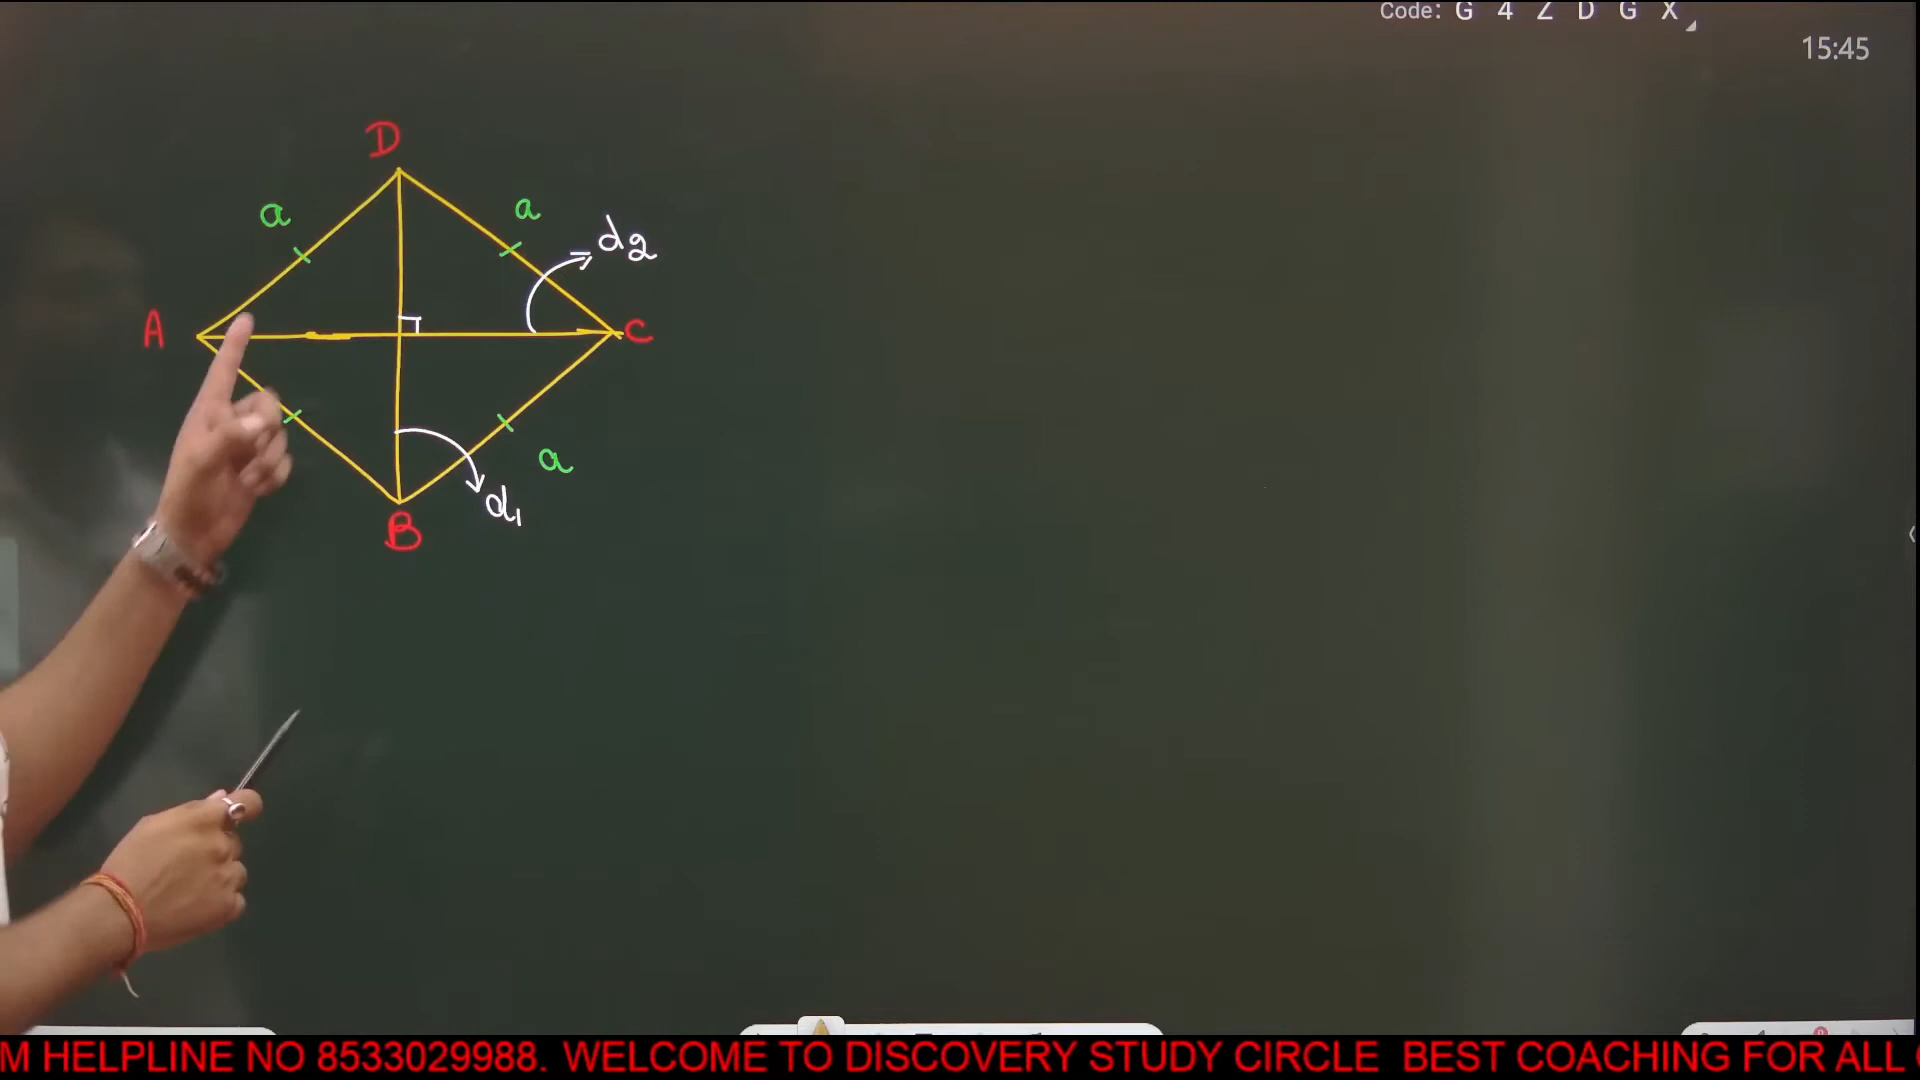 Code: G 4 Z D G X
15:45
D
a
a
d2
A
C
a
d1
B
M HELPLINE NO 8533029988. WELCOME TO DISCOVERY STUDY CIRCLE BEST COACHING FOR ALL